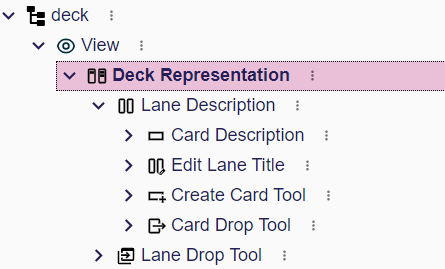 deck
View
Deck Representation
Lane Description
Card Description
Edit Lane Title
Create Card Tool
Card Drop Tool
Lane Drop Tool